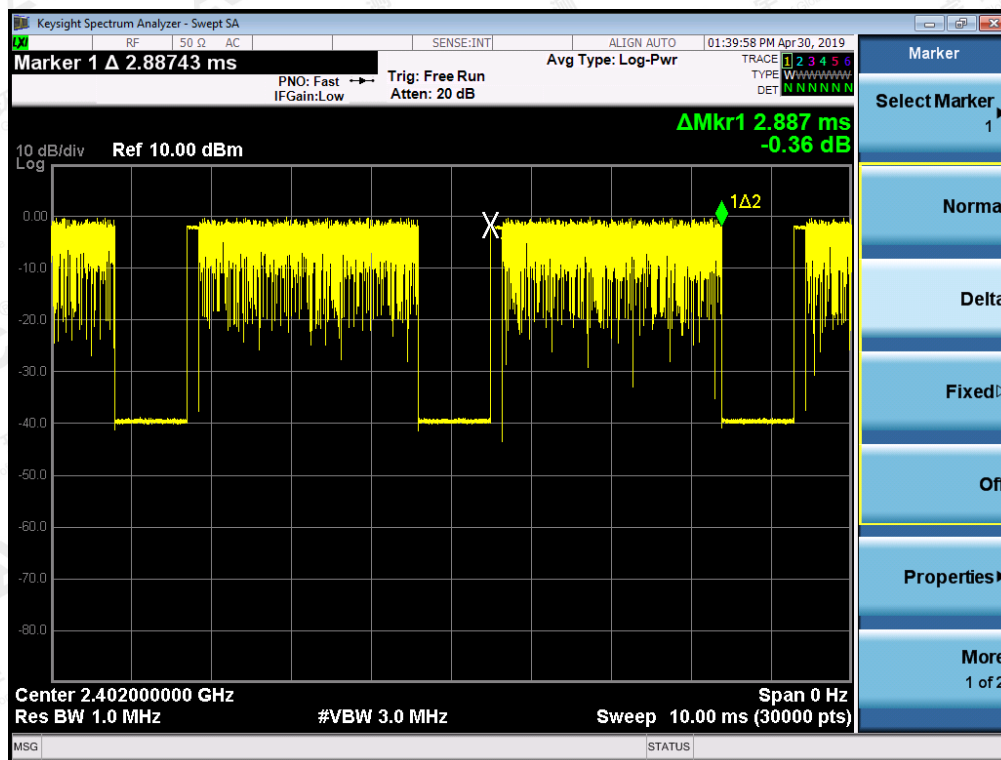 Keysight Spectrum Analyzer - Swept SA
LXI RF 50 Ω AC SENSE:INT ALIGN AUTO 01:39:58 PM Apr 30, 2019
Marker 1 Δ 2.88743 ms
PNO: Fast
IFGain:Low
Trig: Free Run
Atten: 20 dB
Avg Type: Log-Pwr
TRACE 1 2 3 4 5 6
TYPE WWWWWW
DET N N N N N N
ΔMkr1 2.887 ms
-0.36 dB
10 dB/div Ref 10.00 dBm
Log
1Δ2
0.00
-10.0
-20.0
-30.0
-40.0
-50.0
-60.0
-70.0
-80.0
Center 2.402000000 GHz Span 0 Hz
Res BW 1.0 MHz #VBW 3.0 MHz Sweep 10.00 ms (30000 pts)
MSG STATUS
Marker
Select Marker
1
Norma
Delta
Fixed
Off
Properties
More
1 of 2